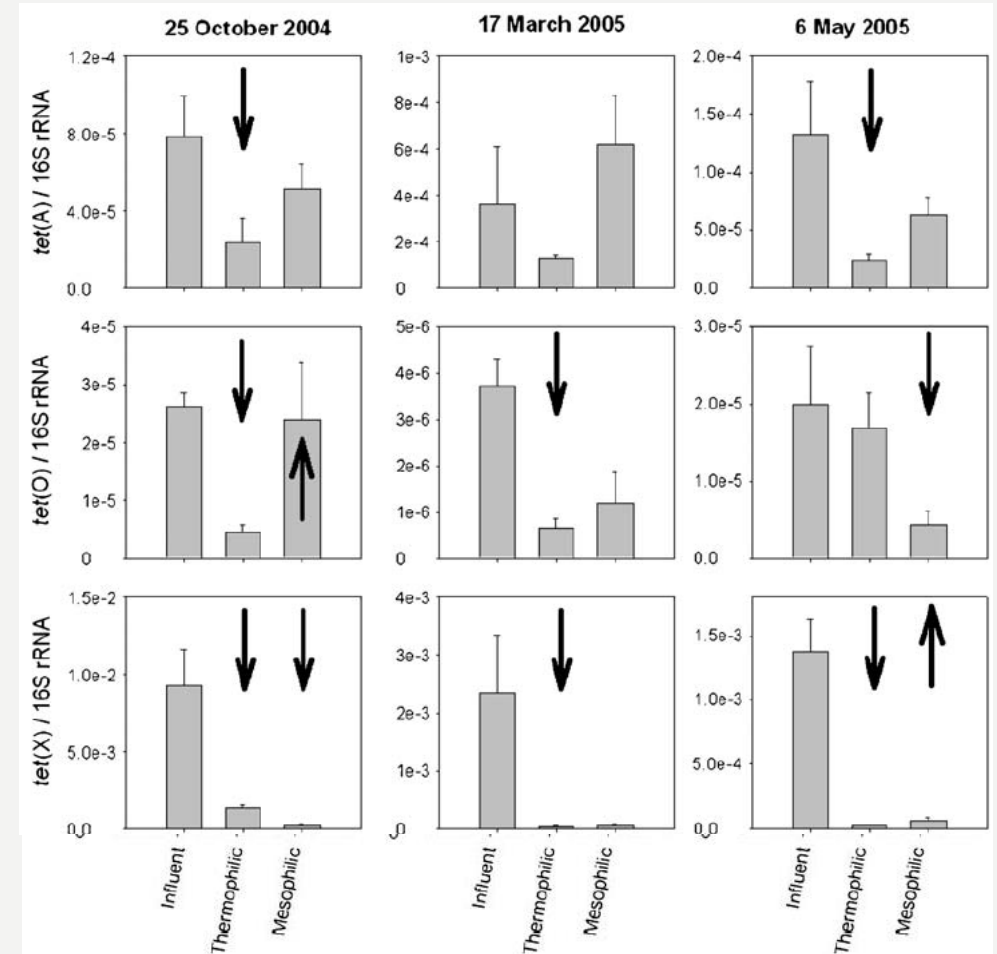 25 October 2004
17 March 2005
6 May 2005
tet(A) / 16S rRNA
1.2e-4
8.0e-5
4.0e-5
0.0
1e-3
8e-4
6e-4
4e-4
2e-4
0
2.0e-4
1.5e-4
1.0e-4
5.0e-5
0.0
tet(O) / 16S rRNA
4e-5
3e-5
2e-5
1e-5
0
5e-6
4e-6
3e-6
2e-6
1e-6
0
3.0e-5
2.0e-5
1.0e-5
0.0
tet(X) / 16S rRNA
1.5e-2
1.0e-2
5.0e-3
0.0
4e-3
3e-3
2e-3
1e-3
0
1.5e-3
1.0e-3
5.0e-4
0.0
Influent
Thermophilic
Mesophilic
Influent
Thermophilic
Mesophilic
Influent
Thermophilic
Mesophilic